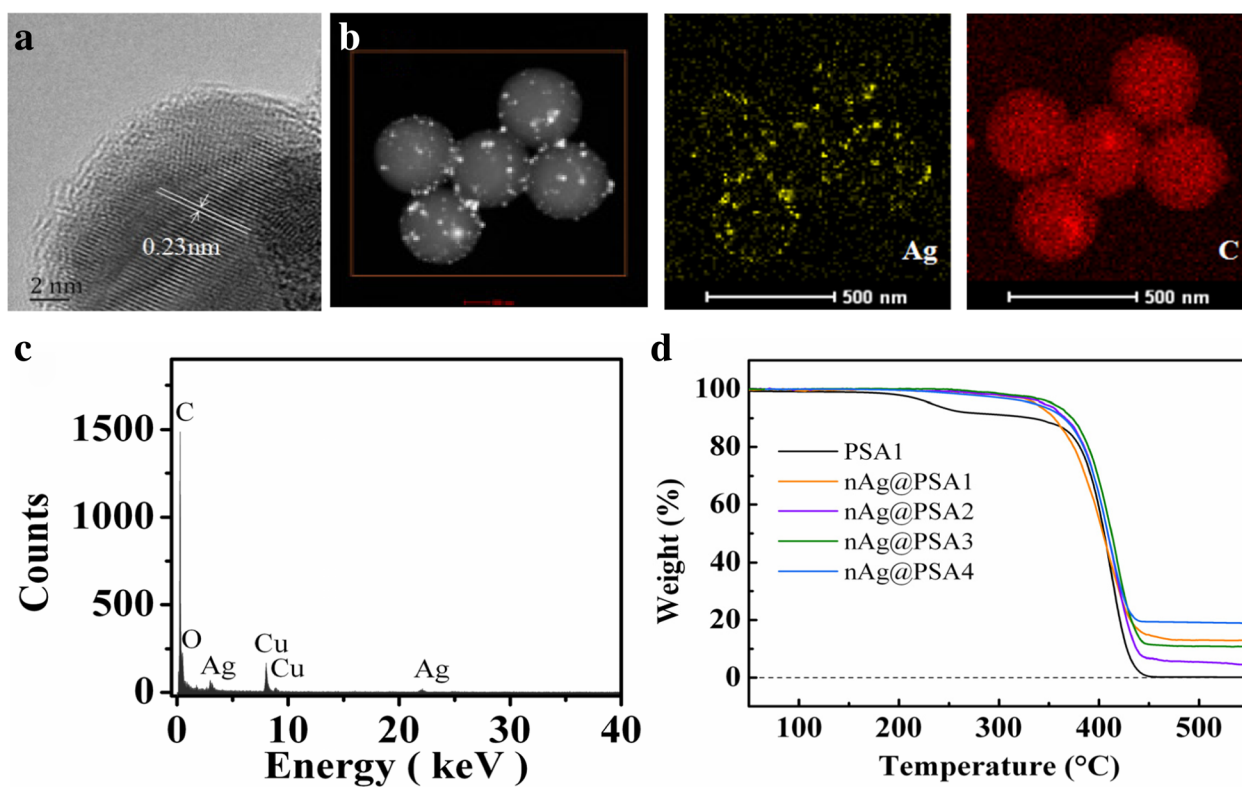 a
0.23nm
2 nm
b
Ag
500 nm
C
500 nm
c
Counts
1500
1000
500
0
C
O
Ag
Cu
Cu
Ag
0 10 20 30 40
Energy ( keV )
d
Weight (%)
100
80
60
40
20
0
PSA1
nAg@PSA1
nAg@PSA2
nAg@PSA3
nAg@PSA4
100 200 300 400 500
Temperature (°C)